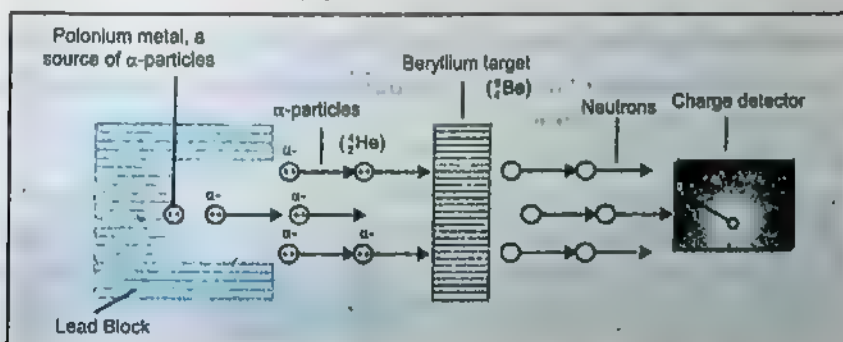 Polonium metal, a
source of α-particles
Beryllium target
(⁹₄Be)
α-particles
(⁴₂He)
Neutrons
Charge detector
α-
α-
α-
α-
α-
Lead Block